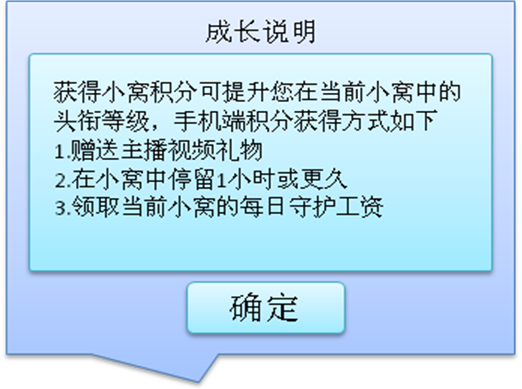 成长说明
获得小窝积分可提升您在当前小窝中的
头衔等级，手机端积分获得方式如下
1.赠送主播视频礼物
2.在小窝中停留1小时或更久
3.领取当前小窝的每日守护工资
确定